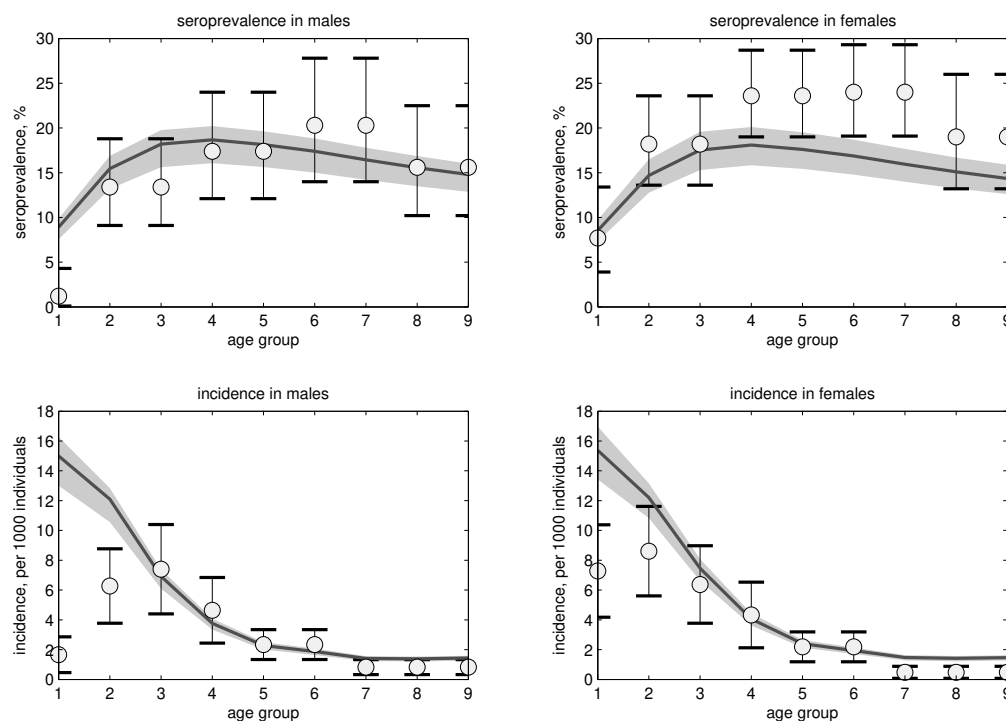 seroprevalence in males
seroprevalence, %
30
25
20
15
10
5
0
1 2 3 4 5 6 7 8 9
age group
seroprevalence in females
seroprevalence, %
30
25
20
15
10
5
0
1 2 3 4 5 6 7 8 9
age group
incidence in males
incidence, per 1000 individuals
18
16
14
12
10
8
6
4
2
0
1 2 3 4 5 6 7 8 9
age group
incidence in females
incidence, per 1000 individuals
18
16
14
12
10
8
6
4
2
0
1 2 3 4 5 6 7 8 9
age group